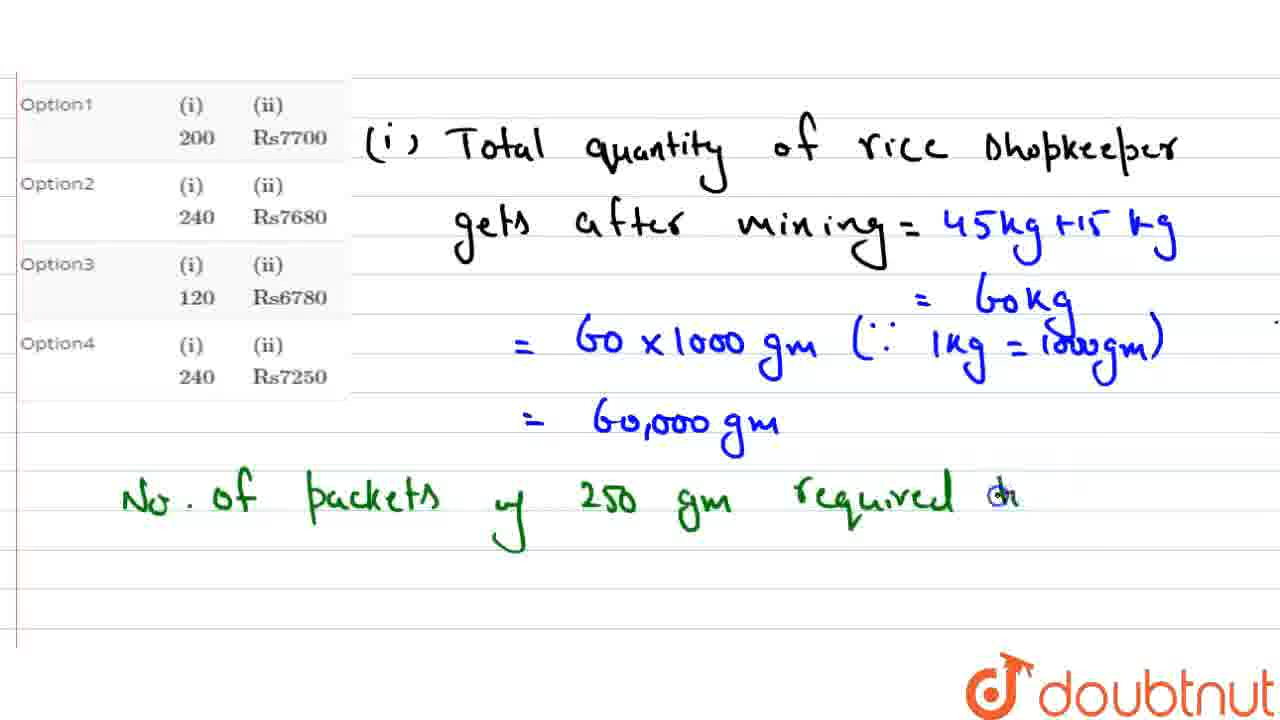 Option1 (i) (ii)
200 Rs7700
Option2 (i) (ii)
240 Rs7680
Option3 (i) (ii)
120 Rs6780
Option4 (i) (ii)
240 Rs7250
(i) Total quantity of rice shopkeeper
gets after mining = 45kg+15 kg
= 60kg
= 60 x 1000 gm (∵ 1kg = 1000gm)
= 60,000 gm
No. of packets of 250 gm required
doubtnut